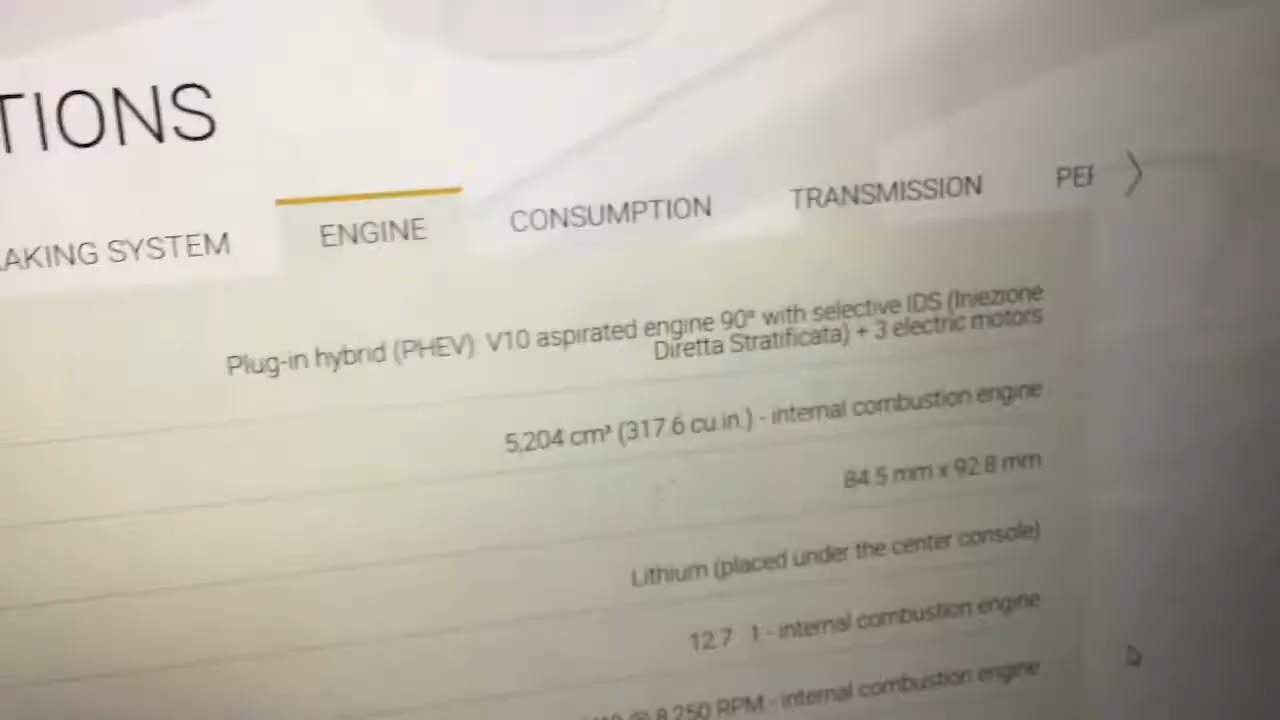 TIONS
AKING SYSTEM ENGINE CONSUMPTION TRANSMISSION PER
Plug-in hybrid (PHEV): V10 aspirated engine 90° with selective IDS (Iniezione
Diretta Stratificata) + 3 electric motors
5,204 cm³ (317.6 cu.in.) - internal combustion engine
84.5 mm x 92.8 mm
Lithium (placed under the center console)
12.7 : 1 - internal combustion engine
@ 8.250 RPM - internal combustion engine